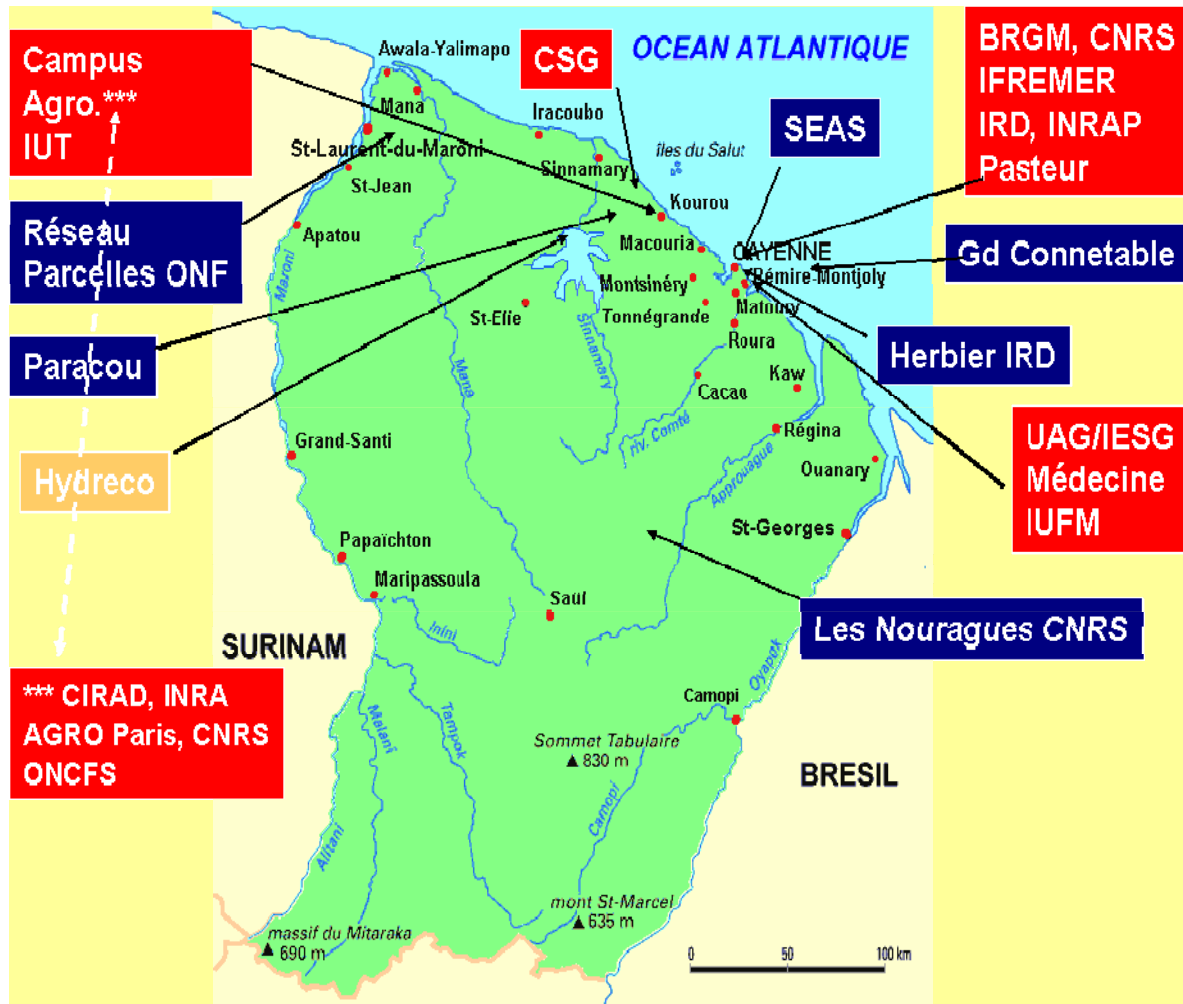 Campus
Agro. ***
IUT
Réseau
Parcelles ONF
Paracou
Hydreco
*** CIRAD, INRA
AGRO Paris, CNRS
ONCFS
CSG
OCEAN ATLANTIQUE
SEAS
BRGM, CNRS
IFREMER
IRD, INRAP
Pasteur
Gd Connetable
Herbier IRD
UAG/IESG
Médecine
IUFM
Les Nouragues CNRS
Awala-Yalimapo
Mana
Iracoubo
St-Laurent-du-Maroni
Sinnamary
îles du Salut
St-Jean
Kourou
Apatou
Macouria
CAYENNE
Rémire-Montjoly
Maroni
Montsinéry
Matoury
St-Elie
Tonnégrande
Sinnamary
Roura
Mana
Cacao
Kaw
riv. Comté
Régina
Grand-Santi
Ouanary
Approuague
St-Georges
Papaïchton
Maripassoula
Saül
Inini
SURINAM
Oyapok
Camopi
Malani
Tampok
Sommet Tabulaire
830 m
BRESIL
Camopi
Alitani
mont St-Marcel
635 m
massif du Mitaraka
690 m
0 50 100 km